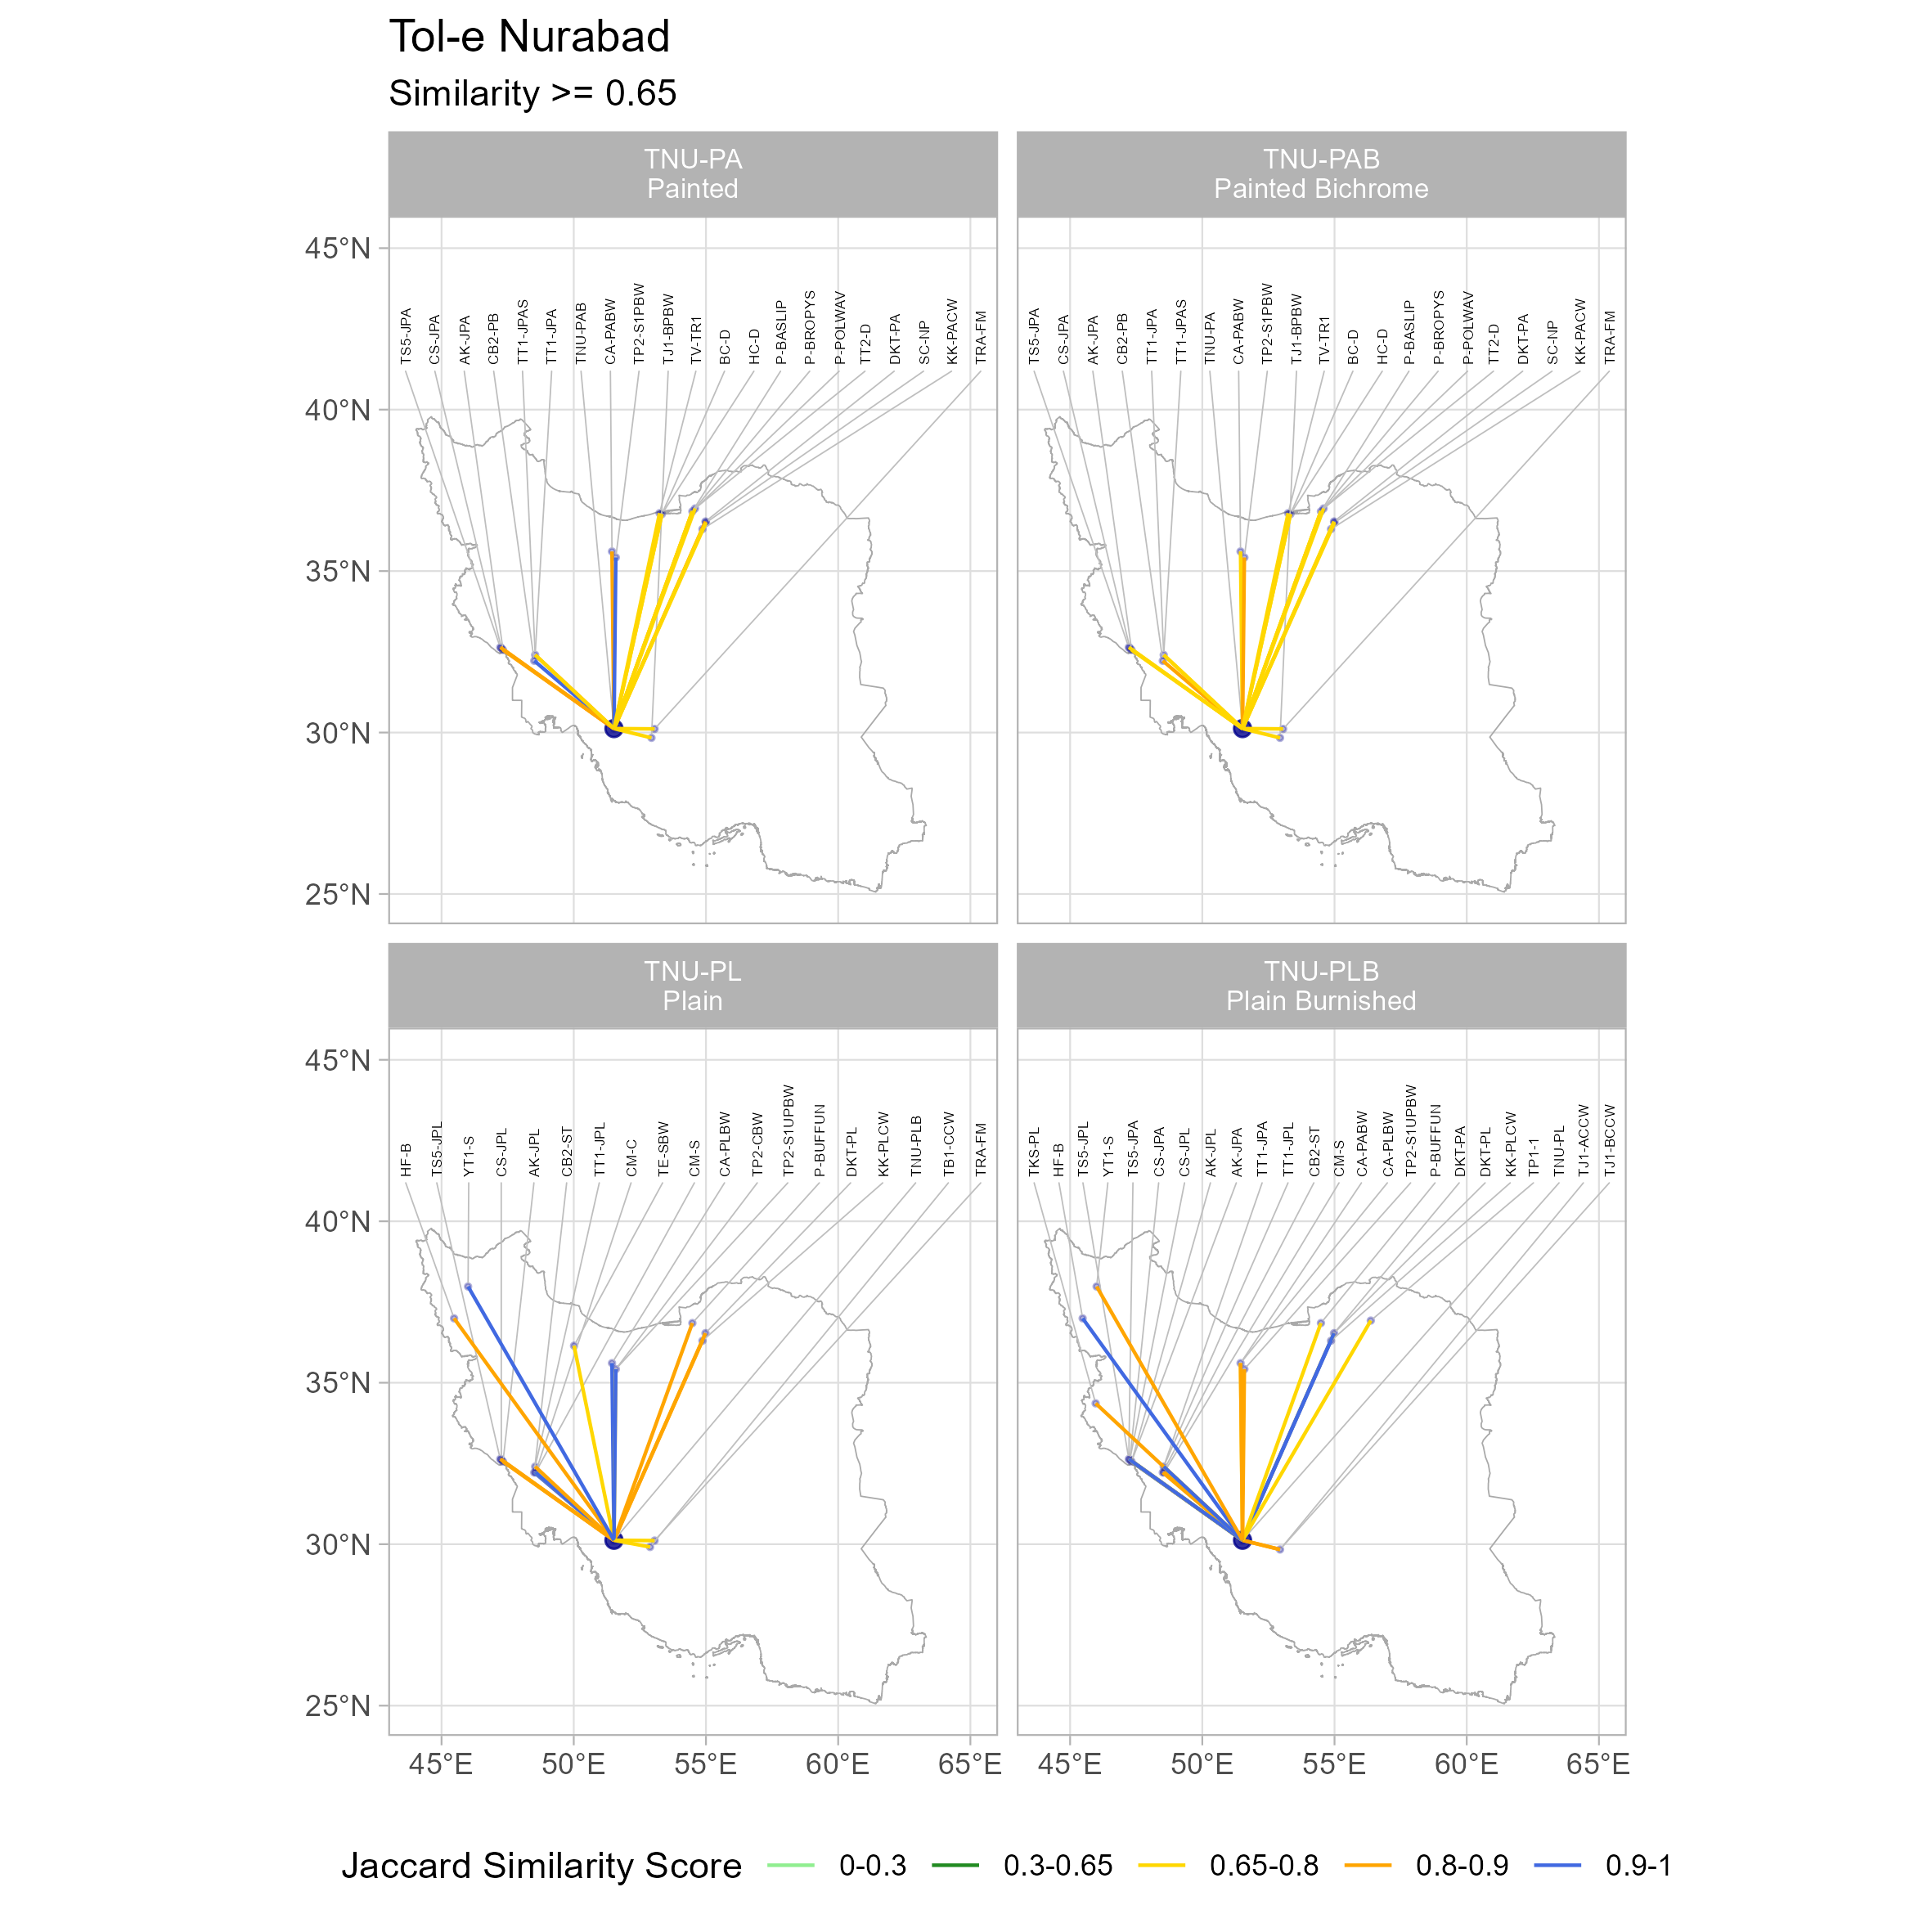 Tol-e Nurabad
Similarity >= 0.65
TNU-PA
Painted
TNU-PAB
Painted Bichrome
45°N
40°N
35°N
30°N
25°N
TS5-JPA
CS-JPA
AK-JPA
CB2-PB
TT1-JPAS
TT1-JPA
TNU-PAB
CA-PABW
TP2-S1PBW
TJ1-BPBW
TV-TR1
BC-D
HC-D
P-BASLIP
P-BROPYS
P-POLWAV
TT2-D
DKT-PA
SC-NP
KK-PACW
TRA-FM
TS5-JPA
CS-JPA
AK-JPA
CB2-PB
TT1-JPA
TT1-JPAS
TNU-PA
CA-PABW
TP2-S1PBW
TJ1-BPBW
TV-TR1
BC-D
HC-D
P-BASLIP
P-BROPYS
P-POLWAV
TT2-D
DKT-PA
SC-NP
KK-PACW
TRA-FM
TNU-PL
Plain
TNU-PLB
Plain Burnished
45°N
40°N
35°N
30°N
25°N
HF-B
TS5-JPL
YT1-S
CS-JPL
AK-JPL
CB2-ST
TT1-JPL
CM-C
TE-SBW
CM-S
CA-PLBW
TP2-CBW
TP2-S1UPBW
P-BUFFUN
DKT-PL
KK-PLCW
TNU-PLB
TB1-CCW
TRA-FM
TKS-PL
HF-B
TS5-JPL
YT1-S
TS5-JPA
CS-JPA
CS-JPL
AK-JPL
AK-JPA
TT1-JPA
TT1-JPL
CB2-ST
CM-S
CA-PABW
CA-PLBW
TP2-S1UPBW
P-BUFFUN
DKT-PA
DKT-PL
KK-PLCW
TP1-1
TNU-PL
TJ1-ACCW
TJ1-BCCW
45°E 50°E 55°E 60°E 65°E
45°E 50°E 55°E 60°E 65°E
Jaccard Similarity Score 0-0.3 0.3-0.65 0.65-0.8 0.8-0.9 0.9-1